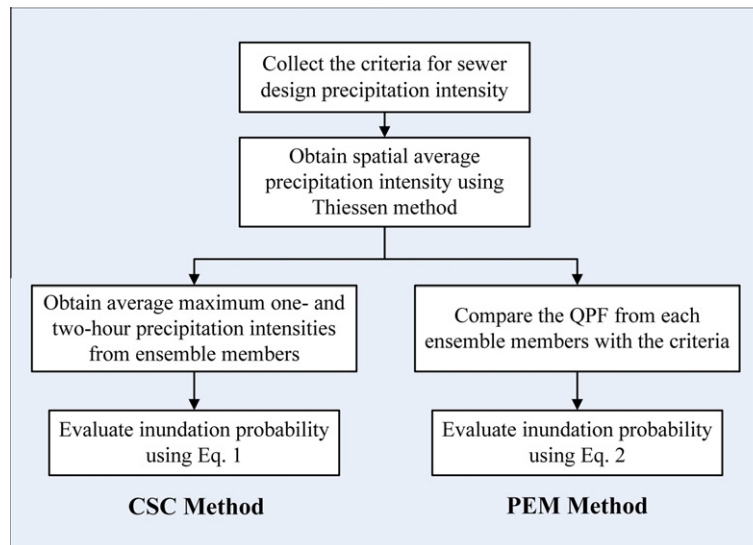 Collect the criteria for sewer
design precipitation intensity
Obtain spatial average
precipitation intensity using
Thiessen method
Obtain average maximum one- and
two-hour precipitation intensities
from ensemble members
Evaluate inundation probability
using Eq. 1
CSC Method
Compare the QPF from each
ensemble members with the criteria
Evaluate inundation probability
using Eq. 2
PEM Method